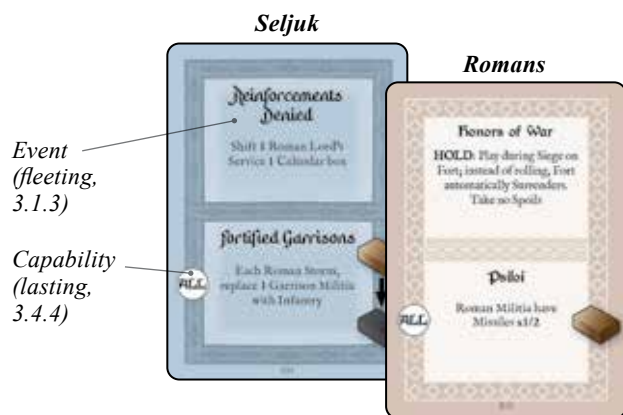 Seljuk
Romans
Event
(fleeting,
3.1.3)
Capability
(lasting,
3.4.4)
Reinforcements
Denied
Shift 1 Roman Lord's
Service 1 Calendar box
Fortified Garrisons
ALL
Each Roman Storm,
replace 1 Garrison Militia
with Infantry
Honors of War
HOLD: Play during Siege on
Fort; instead of rolling, Fort
automatically Surrenders.
Take no Spoils
Psiloi
ALL
Roman Militia have
Missiles x1/2